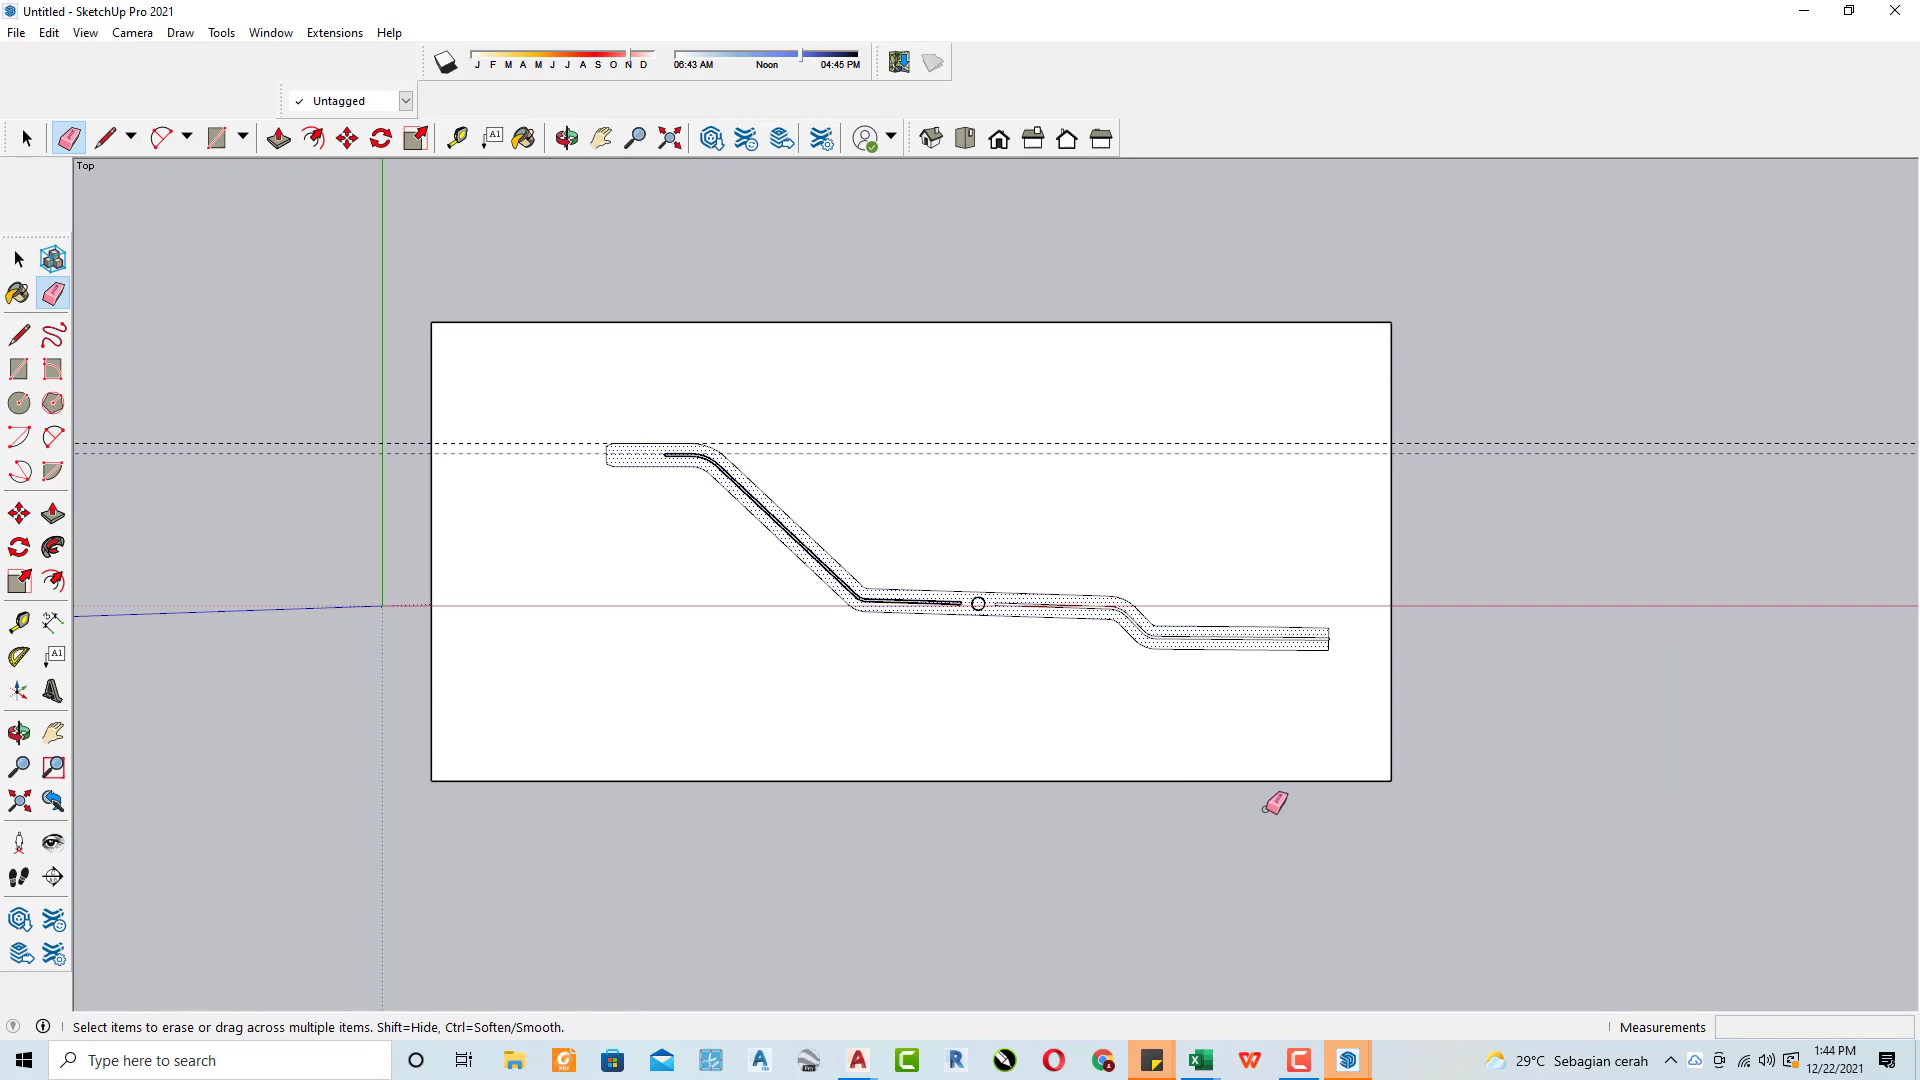 Untitled - SketchUp Pro 2021
File Edit View Camera Draw Tools Window Extensions Help
J F M A M J J A S O N D
06:43 AM Noon 04:45 PM
Untagged
A1
Top
A1
Select items to erase or drag across multiple items. Shift=Hide, Ctrl=Soften/Smooth.
Measurements
Type here to search
29°C Sebagian cerah
1:44 PM
12/22/2021